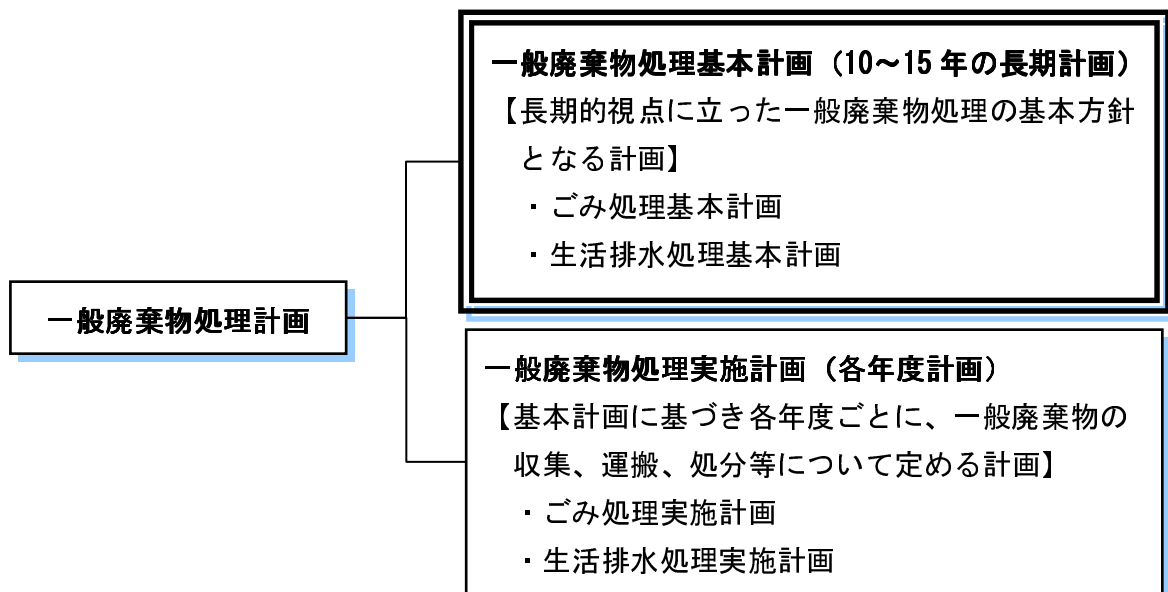 一般廃棄物処理基本計画（10～15年の長期計画）
【長期的視点に立った一般廃棄物処理の基本方針
となる計画】
・ごみ処理基本計画
・生活排水処理基本計画
一般廃棄物処理計画
一般廃棄物処理実施計画（各年度計画）
【基本計画に基づき各年度ごとに、一般廃棄物の
収集、運搬、処分等について定める計画】
・ごみ処理実施計画
・生活排水処理実施計画